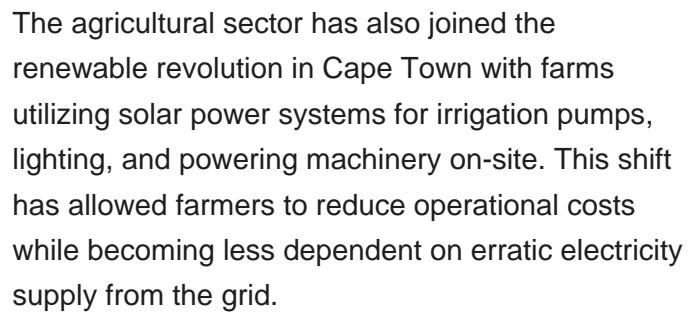 The agricultural sector has also joined the
renewable revolution in Cape Town with farms
utilizing solar power systems for irrigation pumps,
lighting, and powering machinery on-site. This shift
has allowed farmers to reduce operational costs
while becoming less dependent on erratic electricity
supply from the grid.